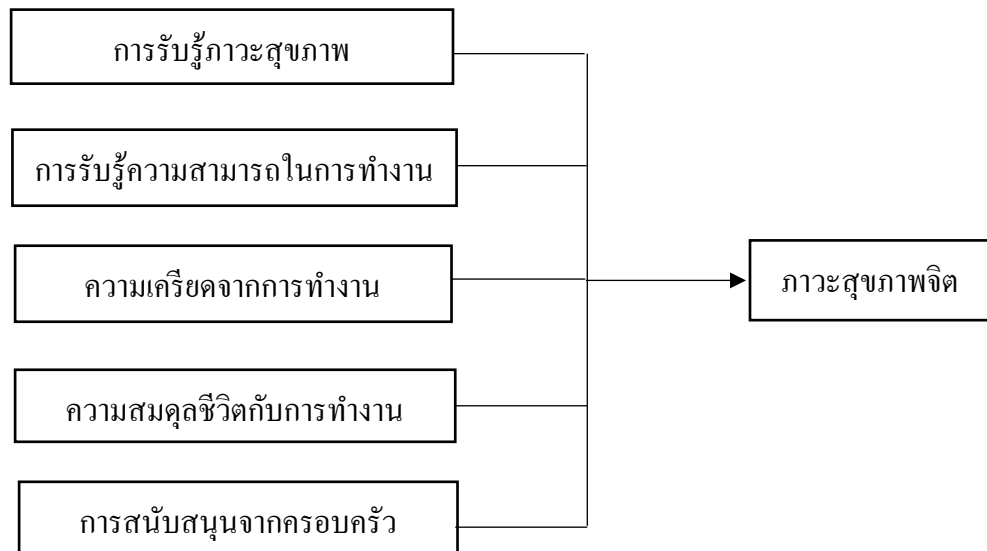 การรับรู้ภาวะสุขภาพ
การรับรู้ความสามารถในการทำงาน
ความเครียดจากการทำงาน
ภาวะสุขภาพจิต
ความสมดุลชีวิตกับการทำงาน
การสนับสนุนจากครอบครัว